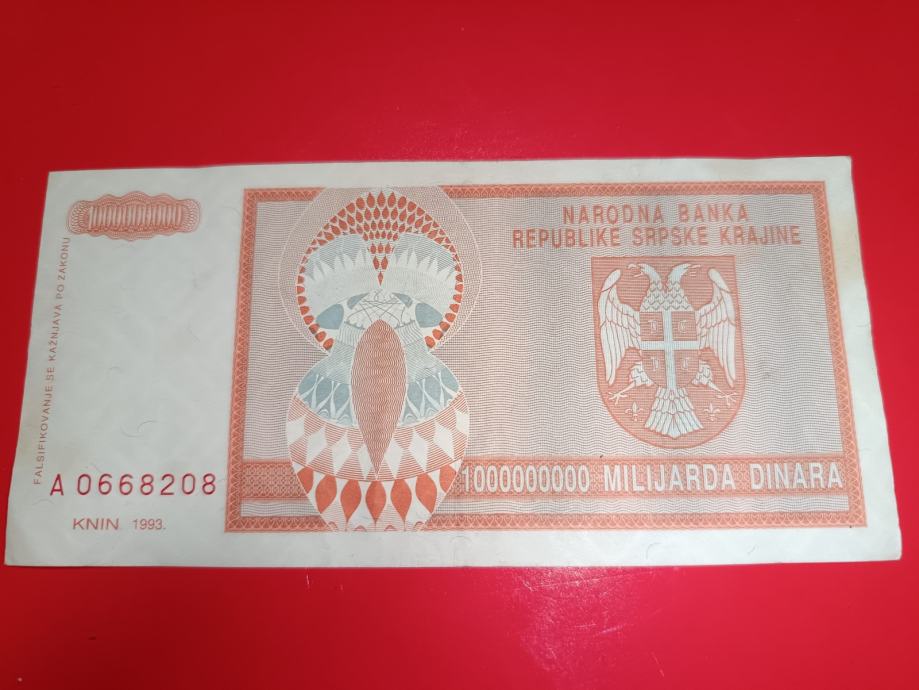 1000000000
FALSIFIKOVANJE SE KAŽNJAVA PO ZAKONU
A 0668208
KNIN 1993.
NARODNA BANKA
REPUBLIKE SRPSKE KRAJINE
1000000000 MILIJARDA DINARA